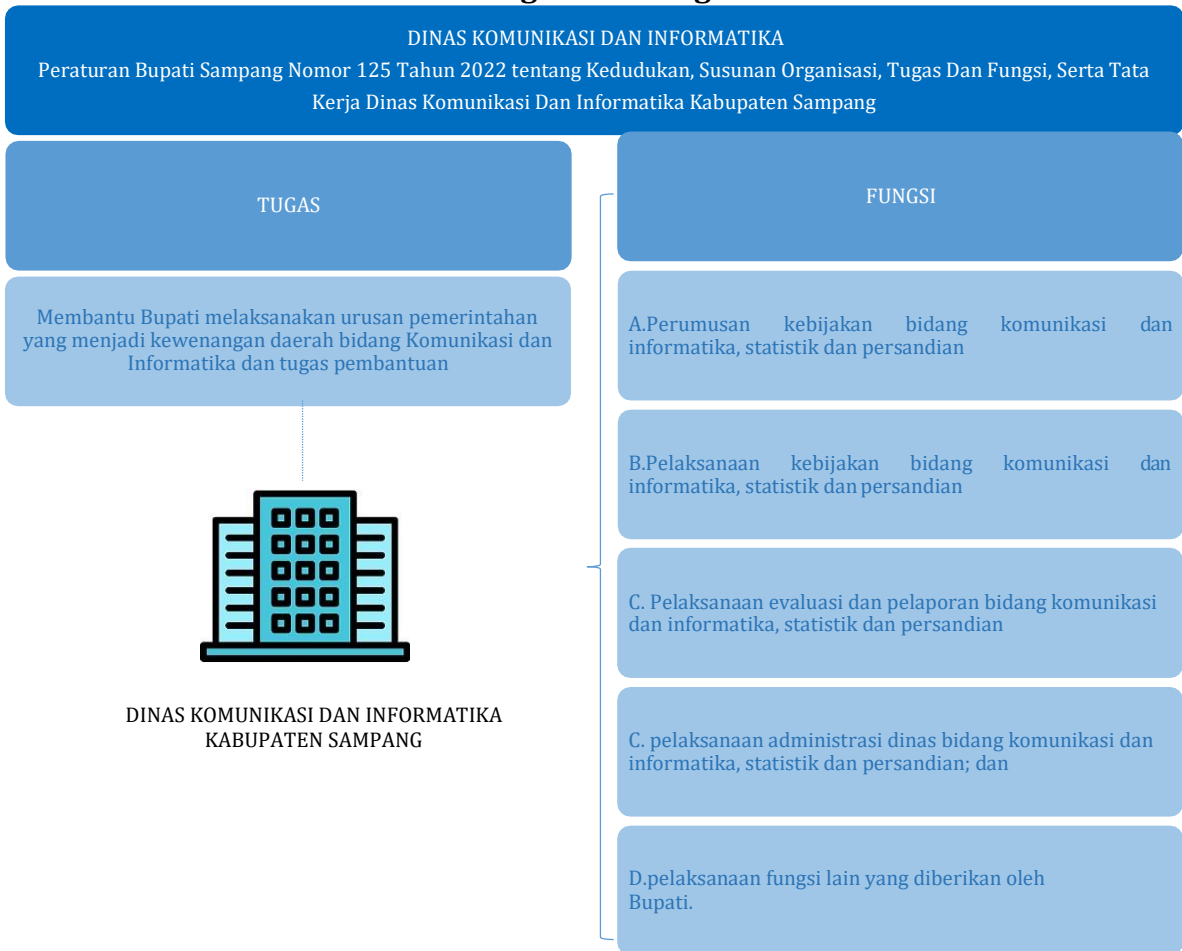 DINAS KOMUNIKASI DAN INFORMATIKA
Peraturan Bupati Sampang Nomor 125 Tahun 2022 tentang Kedudukan, Susunan Organisasi, Tugas Dan Fungsi, Serta Tata
Kerja Dinas Komunikasi Dan Informatika Kabupaten Sampang
TUGAS
Membantu Bupati melaksanakan urusan pemerintahan
yang menjadi kewenangan daerah bidang Komunikasi dan
Informatika dan tugas pembantuan
DINAS KOMUNIKASI DAN INFORMATIKA
KABUPATEN SAMPANG
FUNGSI
A.Perumusan kebijakan bidang komunikasi dan
informatika, statistik dan persandian
B.Pelaksanaan kebijakan bidang komunikasi dan
informatika, statistik dan persandian
C. Pelaksanaan evaluasi dan pelaporan bidang komunikasi
dan informatika, statistik dan persandian
C. pelaksanaan administrasi dinas bidang komunikasi dan
informatika, statistik dan persandian; dan
D.pelaksanaan fungsi lain yang diberikan oleh
Bupati.